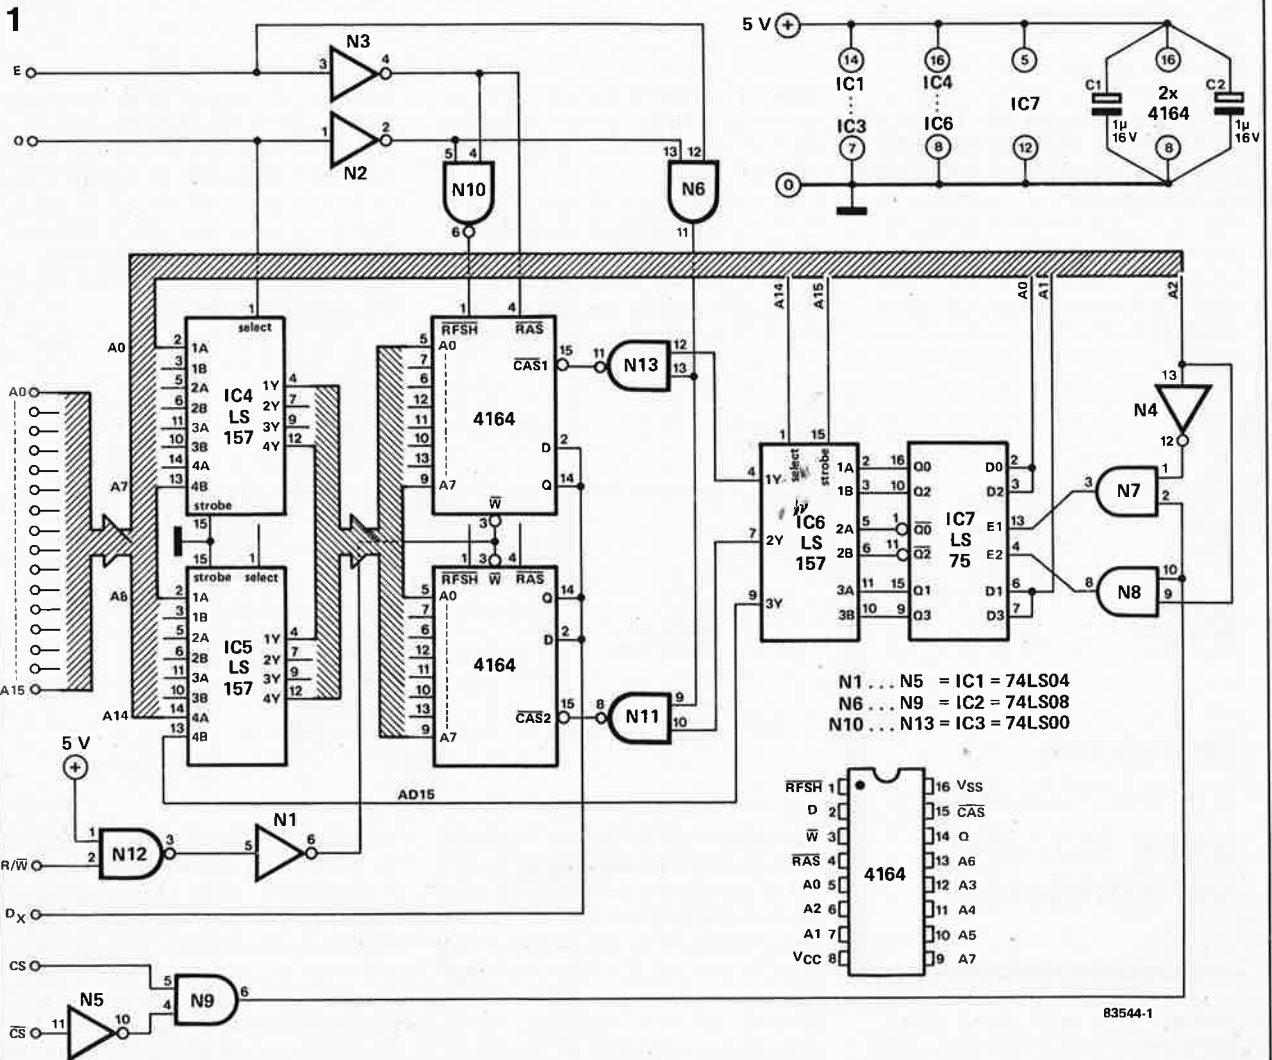 1
5 V +
14 16 5 16
IC1 IC4 IC7 C1 2x 4164 C2
IC3 IC6
1µ 16V 1µ 16V
7 8 12 8
0
E 3 N3 4
O 1 N2 2
5 4
N10
6
13 12
N6
11
A14 A15 A0 A1 A2
A0
A7
A8
A14
A0
A15
1
select
2 1A
3 1B
5 2A
6 2B
11 3A
10 3B
14 4A
13 4B
IC4
LS
157
1Y 4
2Y 7
3Y 9
4Y 12
strobe
15
15 1
strobe select
2 1A
3 1B
5 2A
6 2B
11 3A
10 3B
14 4A
13 4B
IC5
LS
157
1Y 4
2Y 7
3Y 9
4Y 12
1 4
RFSH RAS
5 A0
7
6
12
11
10
13
9 A7
4164
CAS1 15
D 2
Q 14
W
3
1 3 4
RFSH W RAS
5 A0
7
6
12
11
10
13
9 A7
4164
Q 14
D 2
CAS2 15
11 N13 12
13
8 N11 9
10
1 15
select strobe
4 1Y
7 2Y
9 3Y
IC6
LS
157
1A 2
1B 3
2A 5
2B 6
3A 11
3B 10
16 Q0
10 Q2
1 Q0
11 Q2
15 Q1
9 Q3
IC7
LS
75
D0 2
D2 3
E1 13
E2 4
D1 6
D3 7
13
N4
12
3 N7 1
2
8 N8 10
9
N1 ... N5 = IC1 = 74LS04
N6 ... N9 = IC2 = 74LS08
N10 ... N13 = IC3 = 74LS00
5 V
+
AD15
1
2 N12 3
5 N1 6
R/W
DX
CS 5
4 N9 6
CS 11 N5 10
RFSH 1 16 VSS
D 2 15 CAS
W 3 14 Q
RAS 4 13 A6
A0 5 4164 12 A3
A2 6 11 A4
A1 7 10 A5
VCC 8 9 A7
83544-1